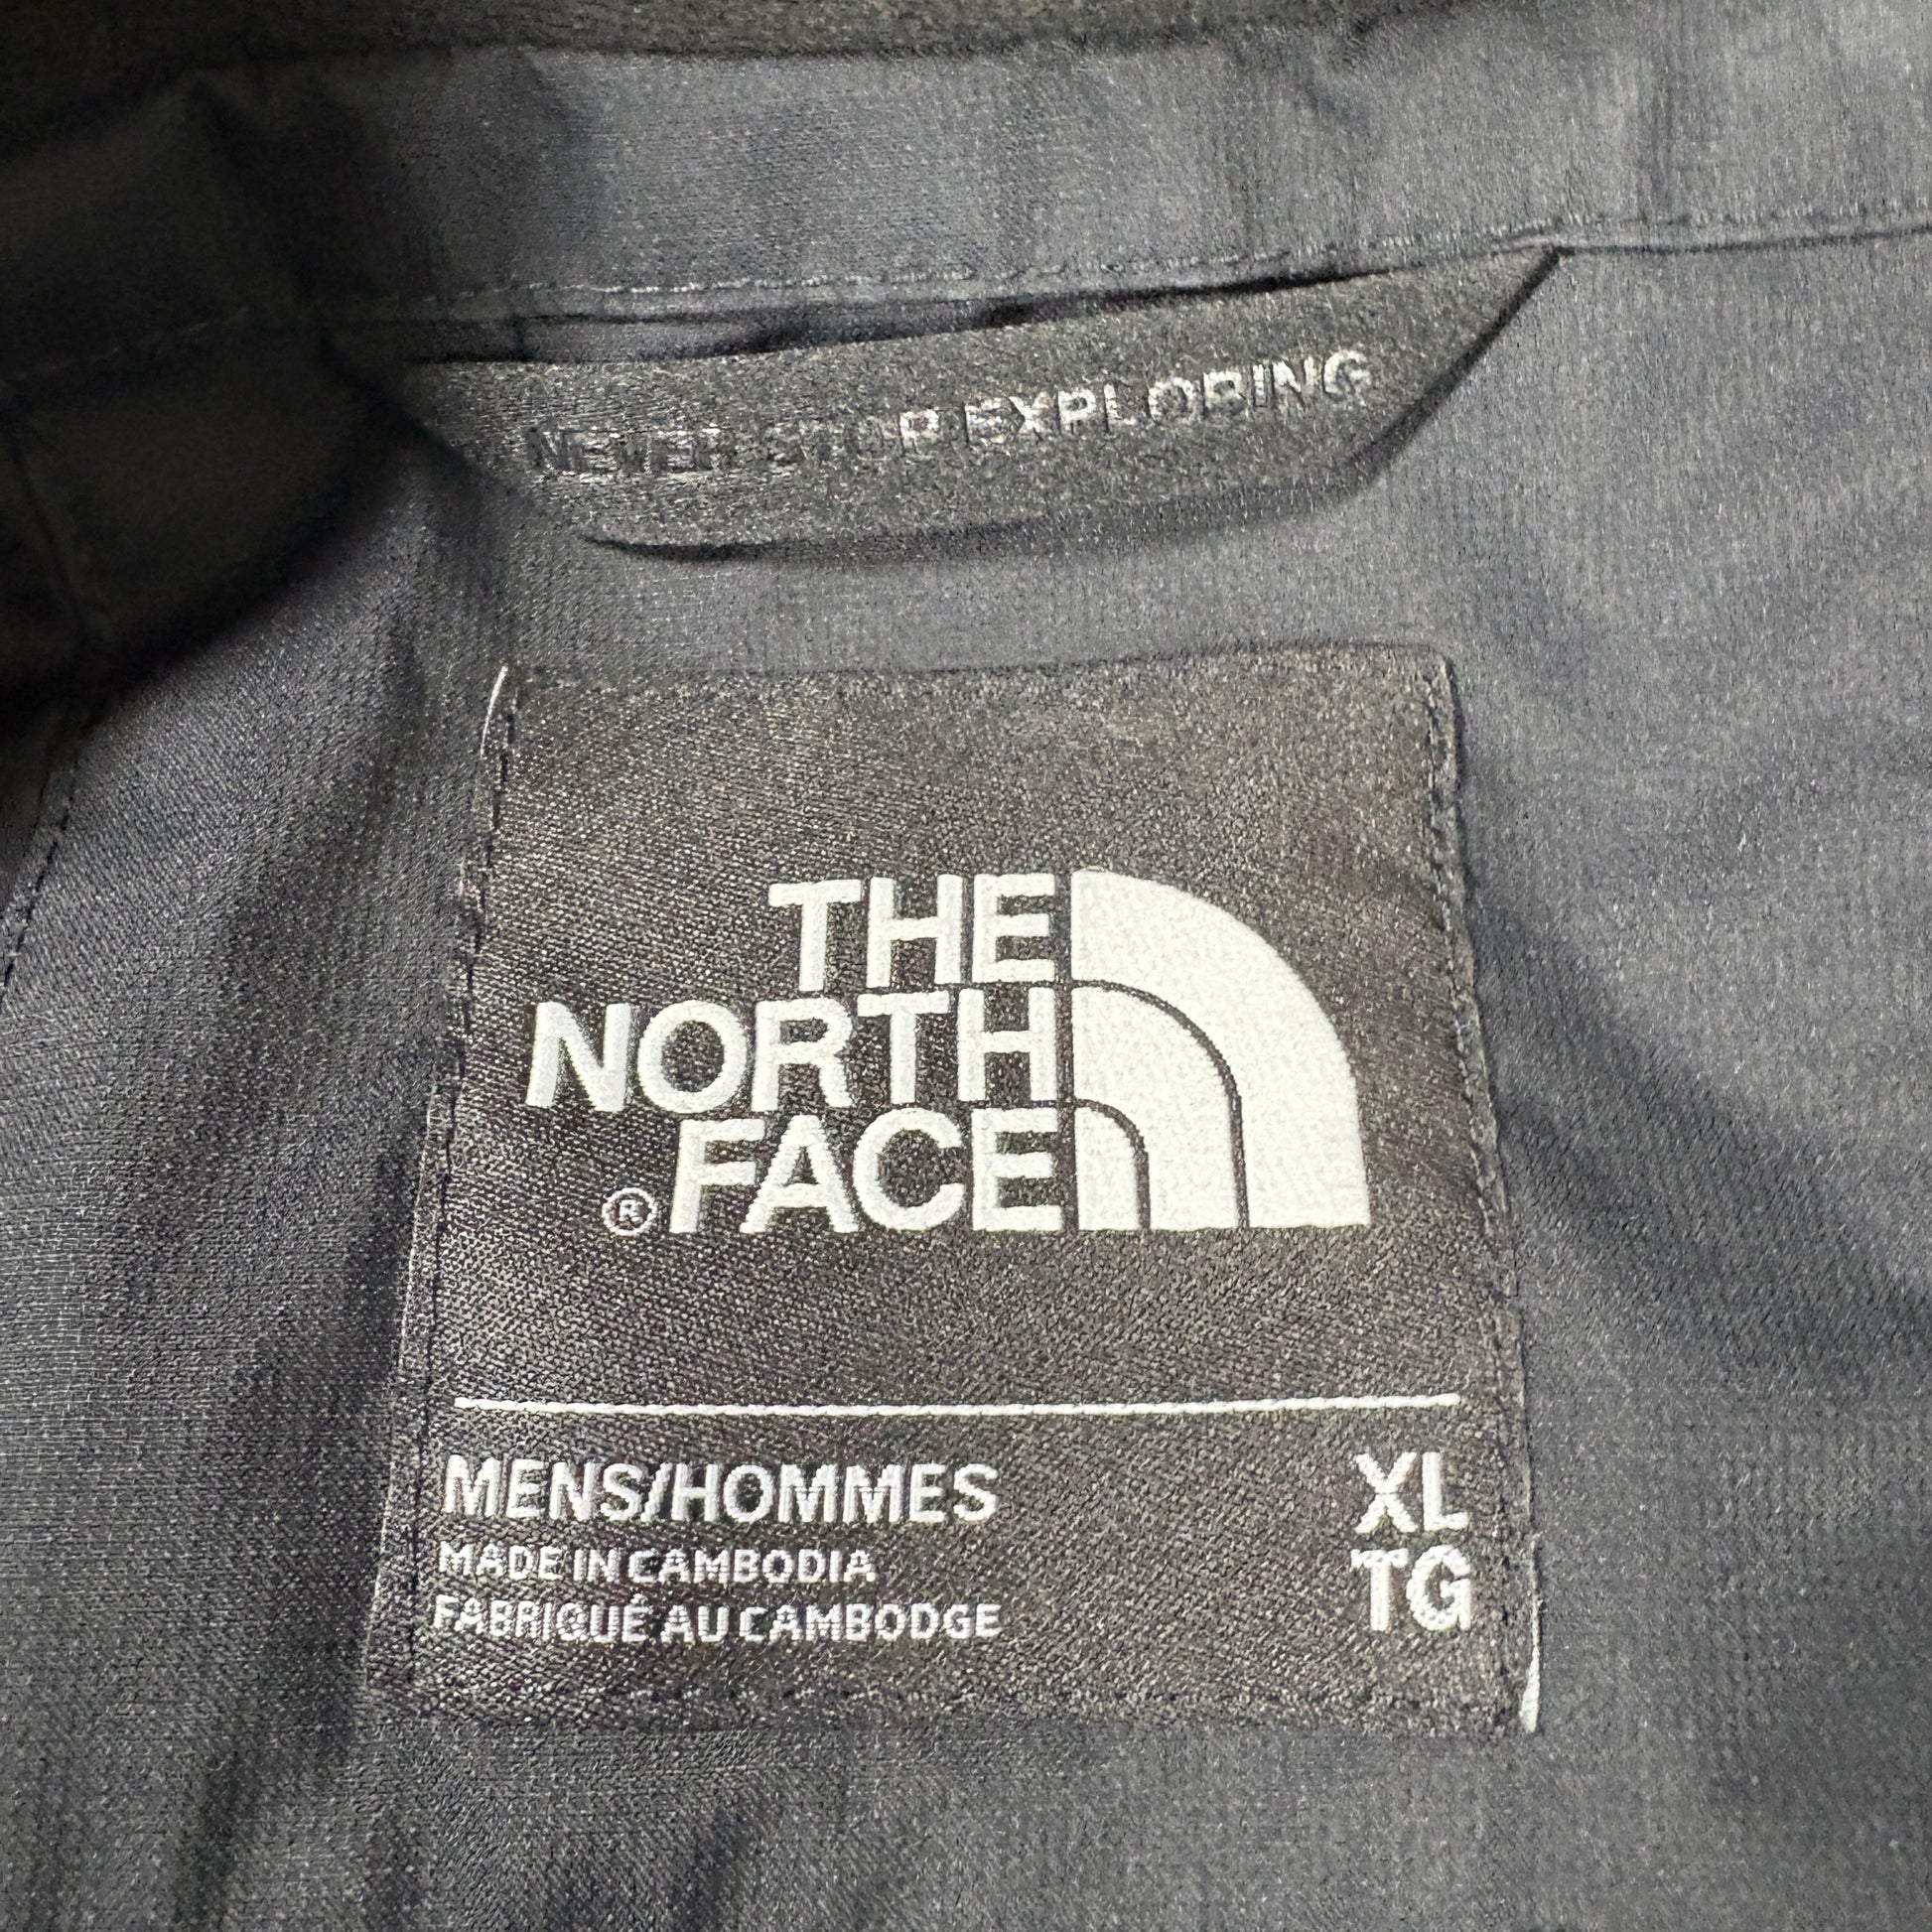 NEVER STOP EXPLORING
THE
NORTH
FACE
®
MENS/HOMMES
XL
MADE IN CAMBODIA
TG
FABRIQUÉ AU CAMBODGE